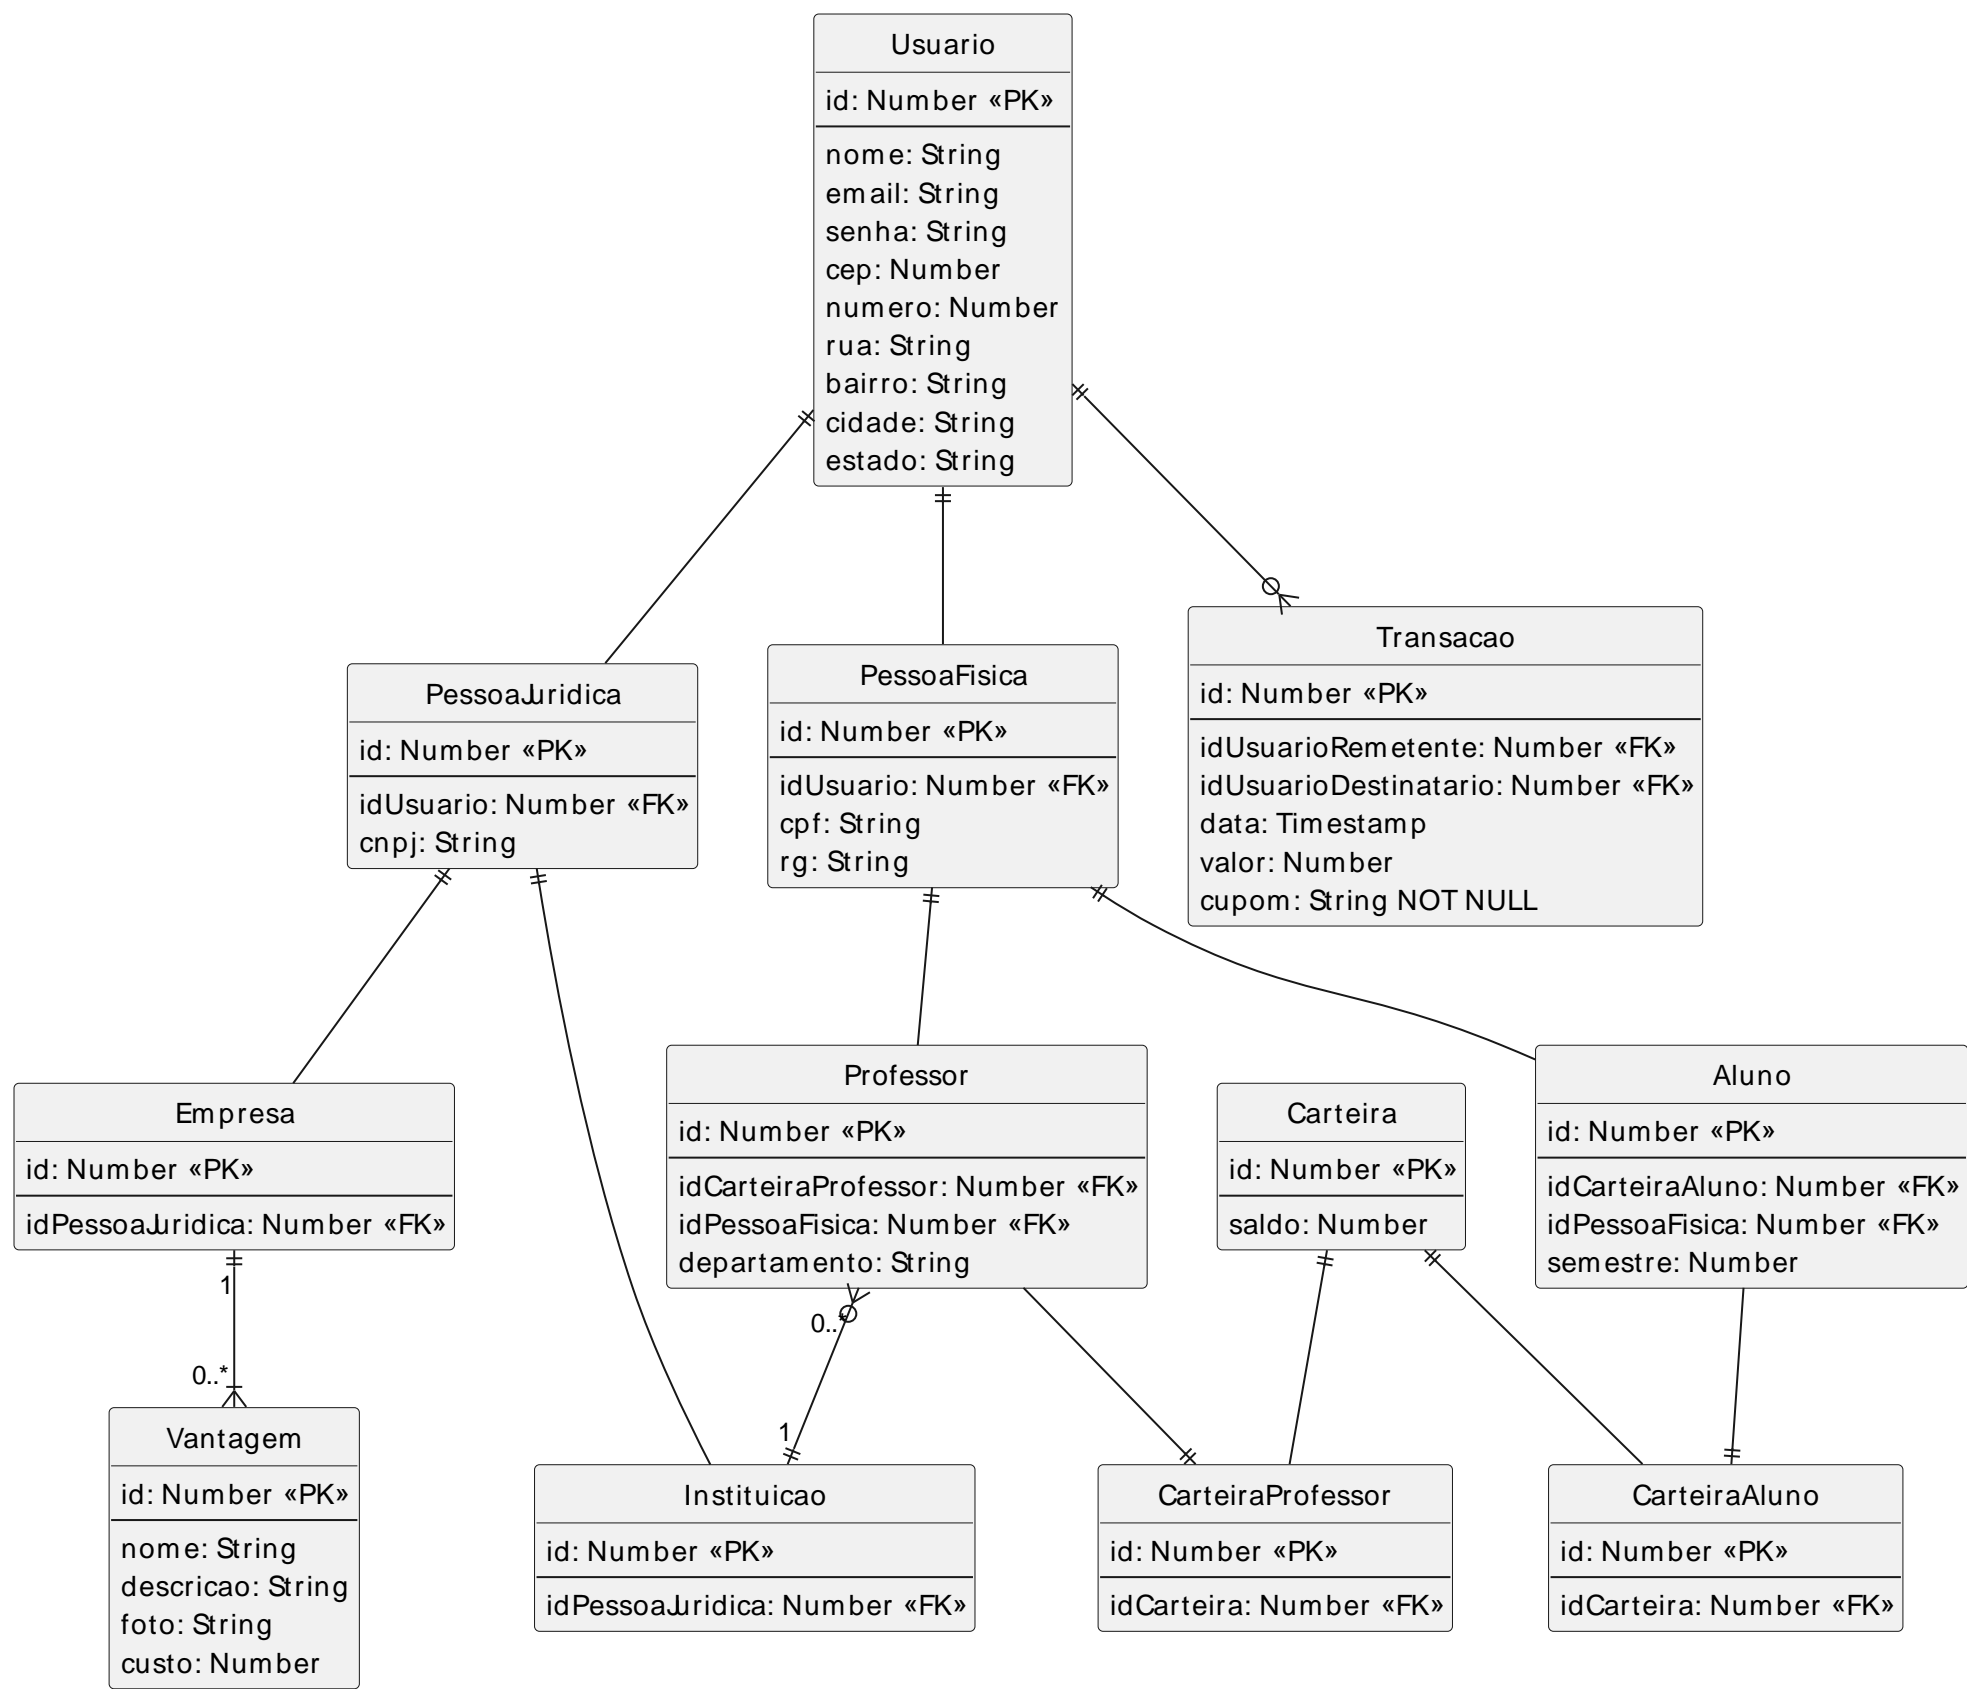 Usuario
id: Number «PK»
nome: String
email: String
senha: String
cep: Number
numero: Number
rua: String
bairro: String
cidade: String
estado: String
PessoaJuridica
id: Number «PK»
idUsuario: Number «FK»
cnpj: String
PessoaFisica
id: Number «PK»
idUsuario: Number «FK»
cpf: String
rg: String
Transacao
id: Number «PK»
idUsuarioRemetente: Number «FK»
idUsuarioDestinatario: Number «FK»
data: Timestamp
valor: Number
cupom: String NOT NULL
Empresa
id: Number «PK»
idPessoaJuridica: Number «FK»
Professor
id: Number «PK»
idCarteiraProfessor: Number «FK»
idPessoaFisica: Number «FK»
departamento: String
Carteira
id: Number «PK»
saldo: Number
Aluno
id: Number «PK»
idCarteiraAluno: Number «FK»
idPessoaFisica: Number «FK»
semestre: Number
1
0..*
0..*
1
Vantagem
id: Number «PK»
nome: String
descricao: String
foto: String
custo: Number
Instituicao
id: Number «PK»
idPessoaJuridica: Number «FK»
CarteiraProfessor
id: Number «PK»
idCarteira: Number «FK»
CarteiraAluno
id: Number «PK»
idCarteira: Number «FK»